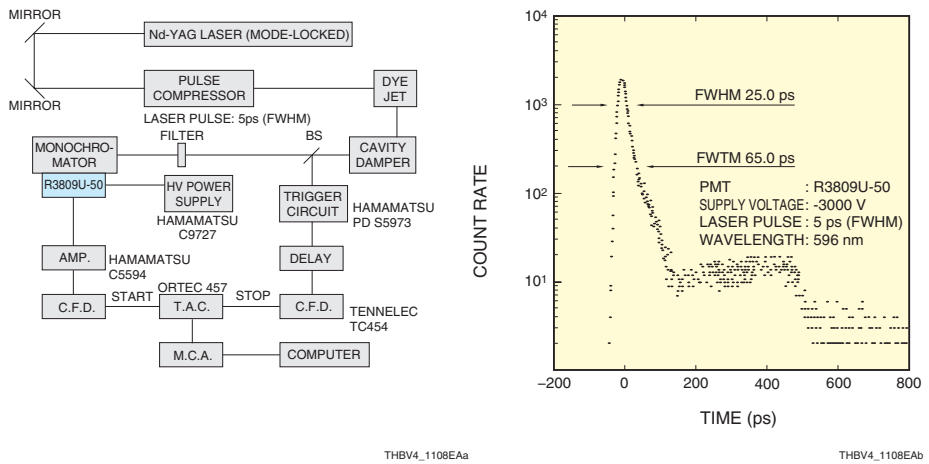 MIRROR
Nd-YAG LASER (MODE-LOCKED)
MIRROR
PULSE
COMPRESSOR
DYE
JET
LASER PULSE: 5ps (FWHM)
FILTER
BS
MONOCHRO-
MATOR
CAVITY
DAMPER
R3809U-50
HV POWER
SUPPLY
HAMAMATSU
C9727
TRIGGER
CIRCUIT
HAMAMATSU
PD S5973
AMP.
HAMAMATSU
C5594
DELAY
ORTEC 457
C.F.D.
START
T.A.C.
STOP
C.F.D.
TENNELEC
TC454
M.C.A.
COMPUTER
THBV4_1108EAa
COUNT RATE
10⁴
10³
10²
10¹
FWHM 25.0 ps
FWTM 65.0 ps
PMT : R3809U-50
SUPPLY VOLTAGE : -3000 V
LASER PULSE : 5 ps (FWHM)
WAVELENGTH : 596 nm
−200 0 200 400 600 800
TIME (ps)
THBV4_1108EAb